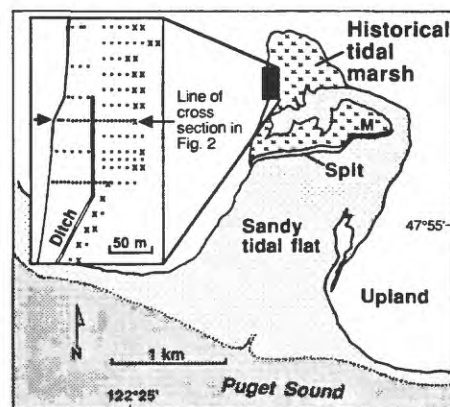 Historical
tidal
marsh
Line of
cross
section in
Fig. 2
M
Spit
Ditch
50 m
Sandy
tidal flat
47°55'
Upland
N
1 km
122°25'
Puget Sound